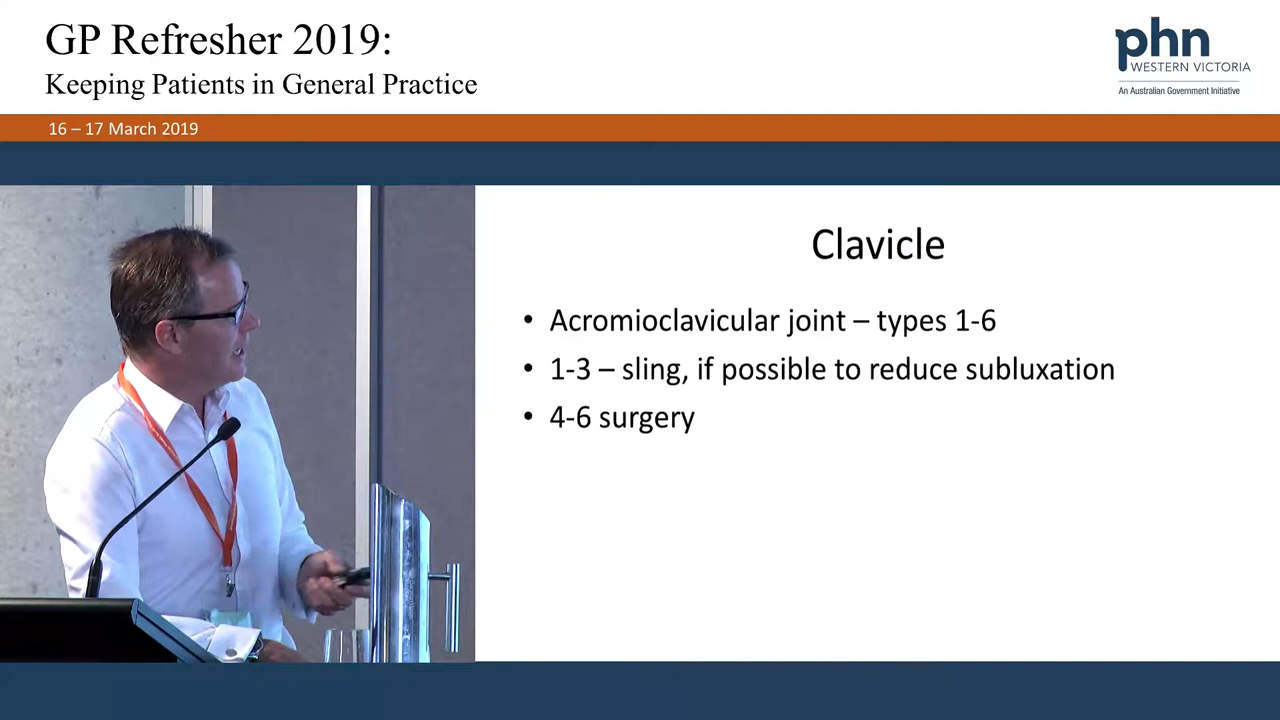 GP Refresher 2019:
Keeping Patients in General Practice
phn
WESTERN VICTORIA
An Australian Government Initiative
16 – 17 March 2019
Clavicle
• Acromioclavicular joint – types 1-6
• 1-3 – sling, if possible to reduce subluxation
• 4-6 surgery